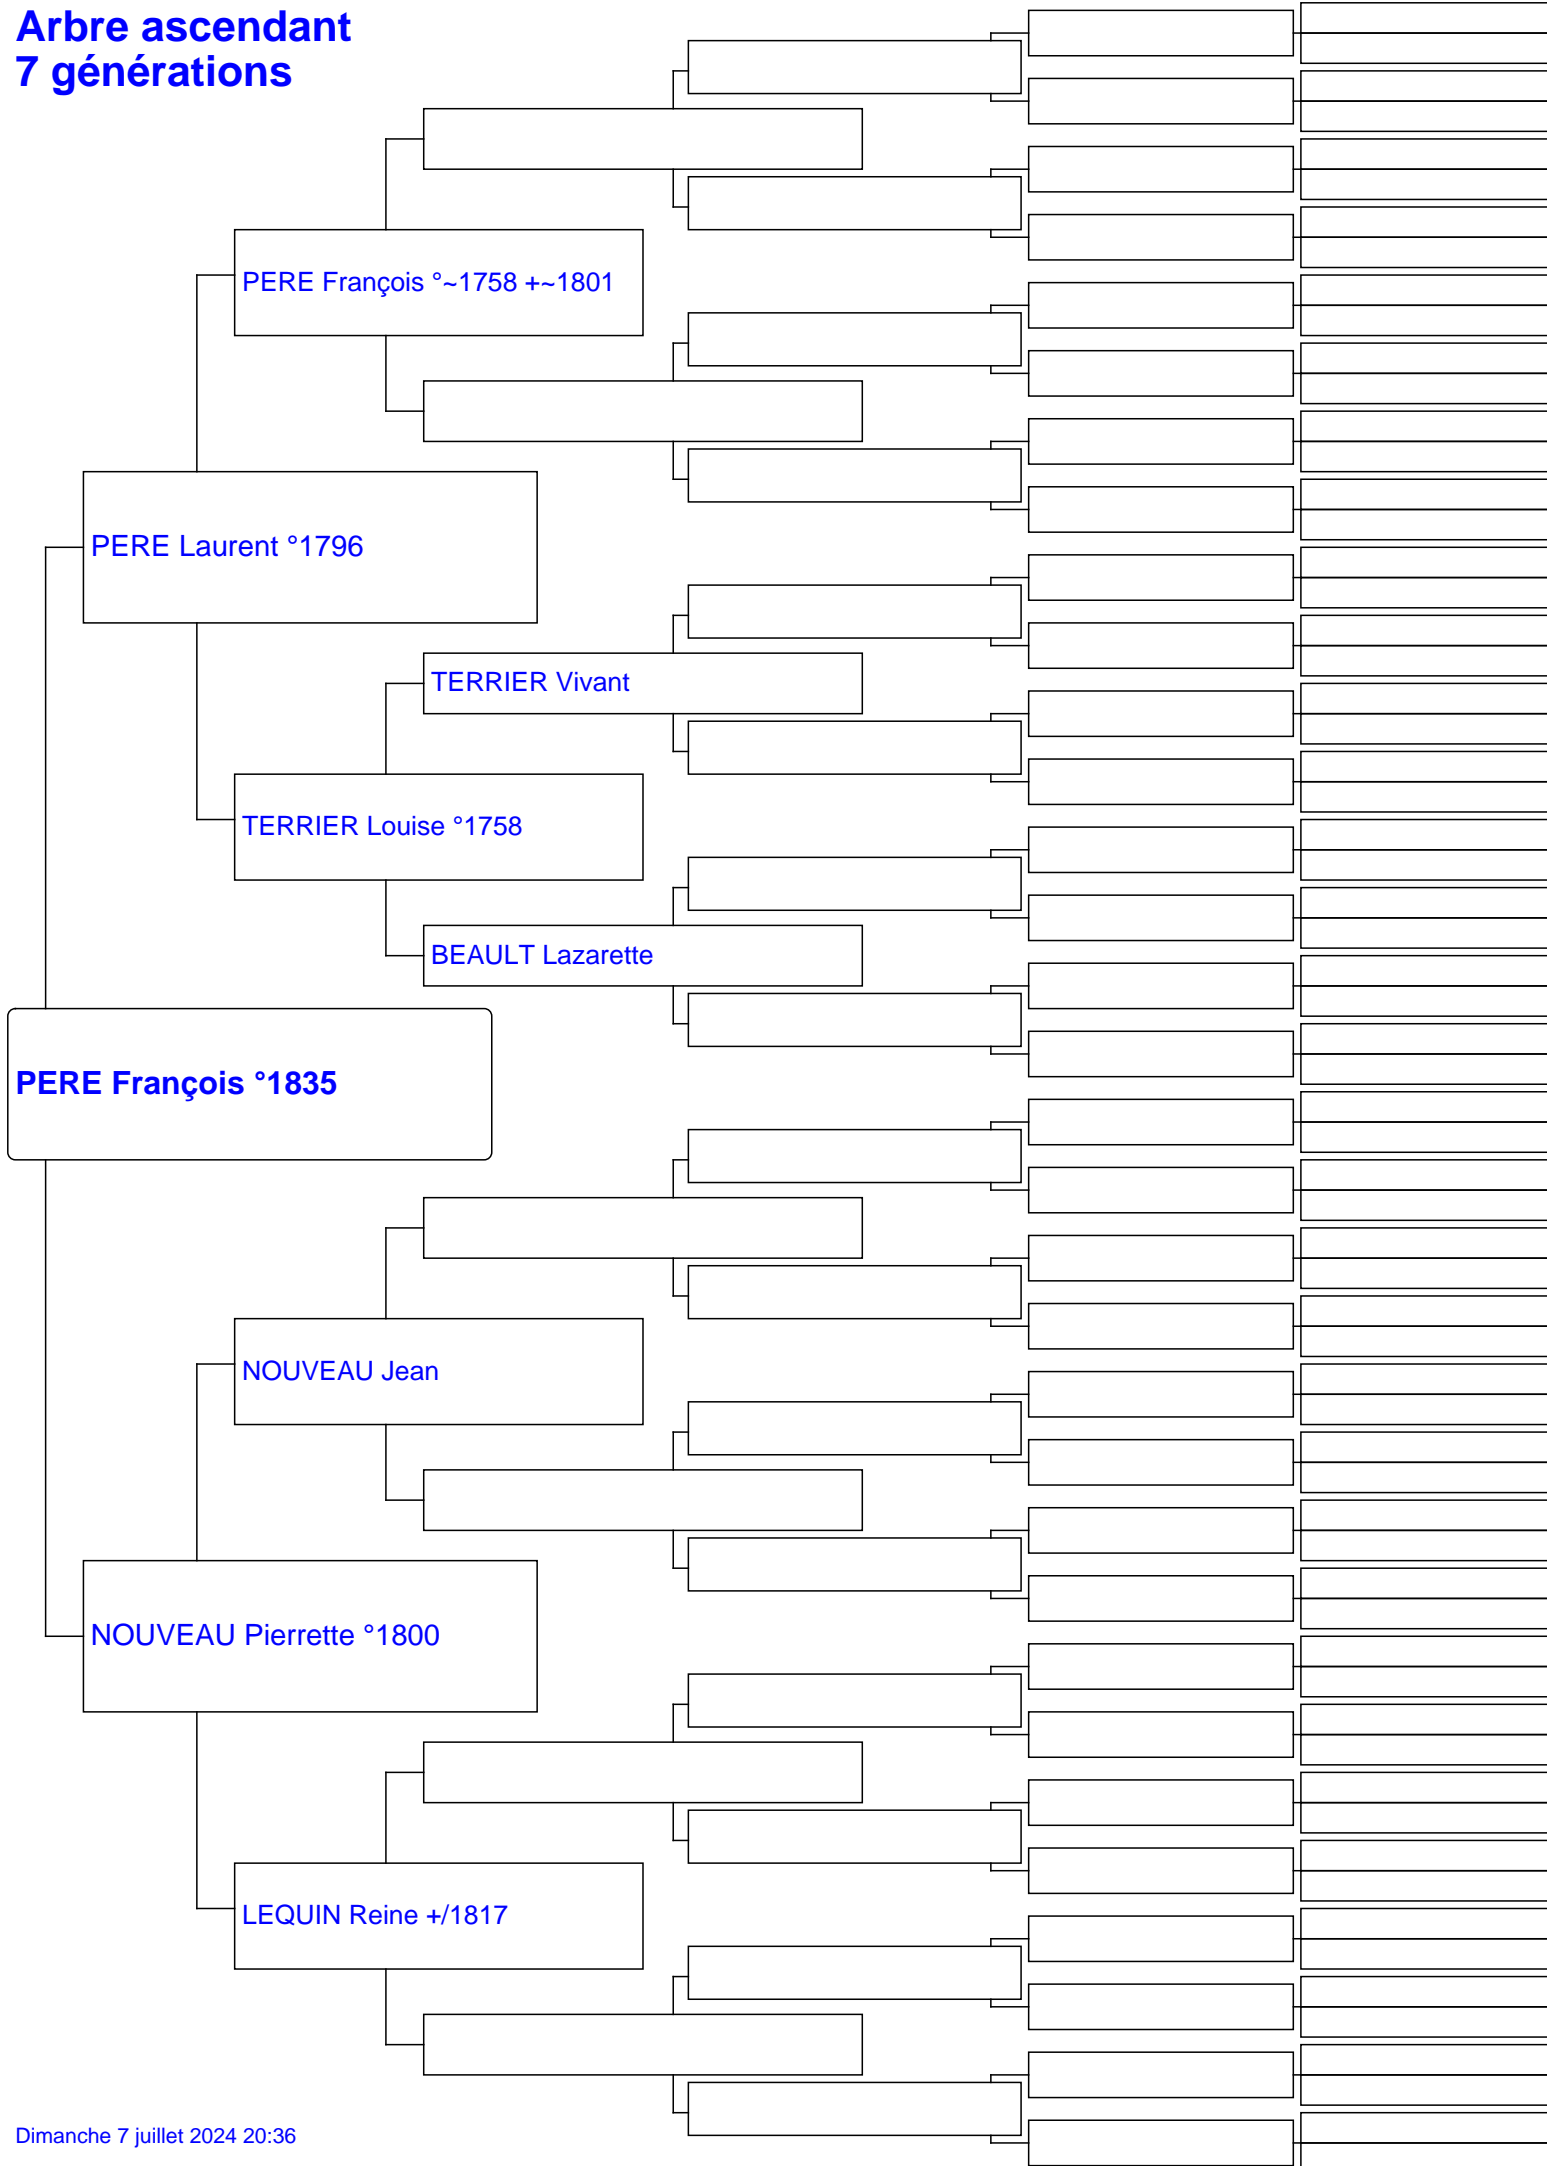 Arbre ascendant
7 générations
PERE François °~1758 +~1801
PERE Laurent °1796
TERRIER Vivant
TERRIER Louise °1758
BEAULT Lazarette
PERE François °1835
NOUVEAU Jean
NOUVEAU Pierrette °1800
LEQUIN Reine +/1817
Dimanche 7 juillet 2024 20:36